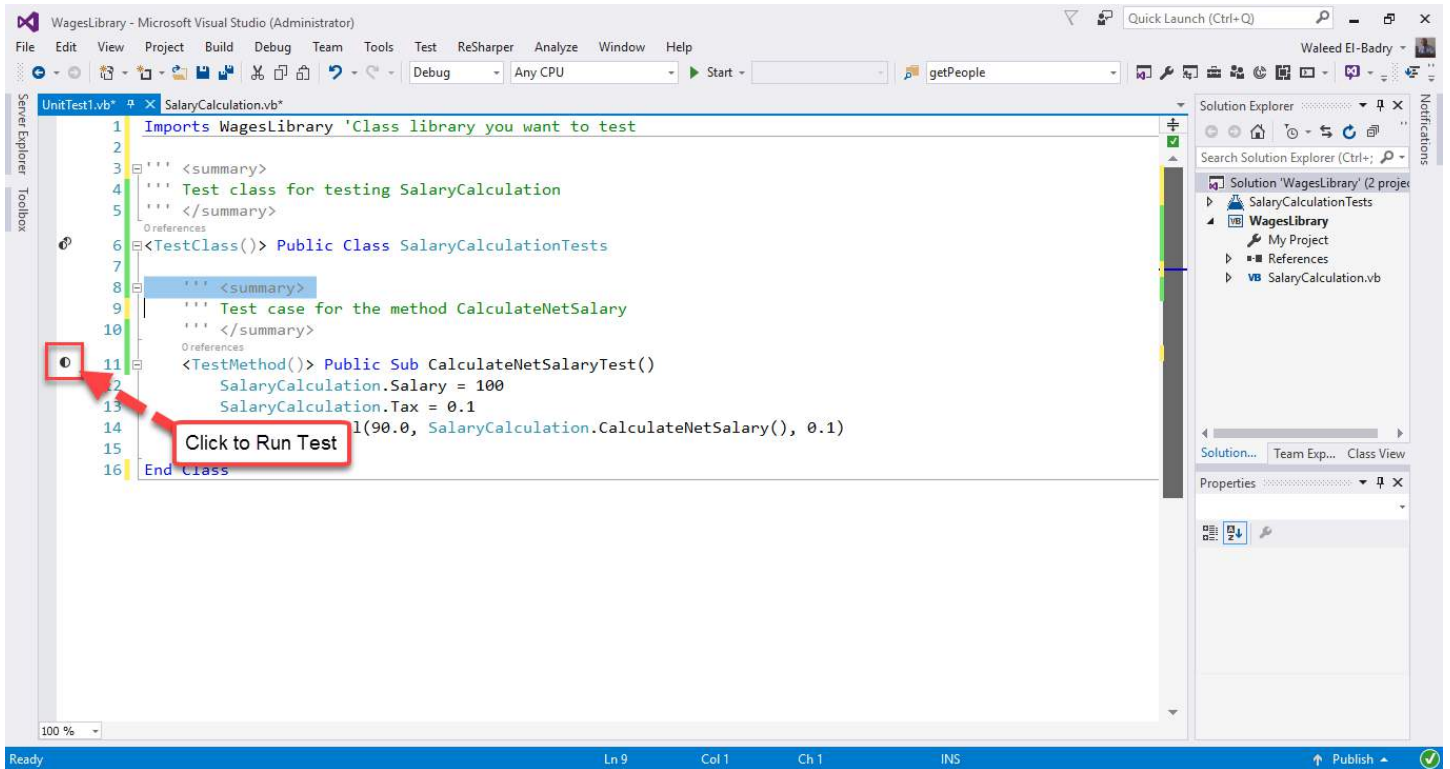 WagesLibrary - Microsoft Visual Studio (Administrator)
Quick Launch (Ctrl+Q)
File Edit View Project Build Debug Team Tools Test ReSharper Analyze Window Help
Waleed El-Badry
Debug
Any CPU
Start
getPeople
Server Explorer
Toolbox
UnitTest1.vb*
SalaryCalculation.vb*
1 Imports WagesLibrary 'Class library you want to test
2
3 ''' <summary>
4 ''' Test class for testing SalaryCalculation
5 ''' </summary>
0 references
6 <TestClass()> Public Class SalaryCalculationTests
7
8 ''' <summary>
9 ''' Test case for the method CalculateNetSalary
10 ''' </summary>
0 references
11 <TestMethod()> Public Sub CalculateNetSalaryTest()
12 SalaryCalculation.Salary = 100
13 SalaryCalculation.Tax = 0.1
14 l(90.0, SalaryCalculation.CalculateNetSalary(), 0.1)
15
16 End Class
Click to Run Test
100 %
Solution Explorer
Search Solution Explorer (Ctrl+;
Solution 'WagesLibrary' (2 projec
SalaryCalculationTests
WagesLibrary
My Project
References
SalaryCalculation.vb
Solution... Team Exp... Class View
Properties
Notifications
Ready
Ln 9
Col 1
Ch 1
INS
Publish